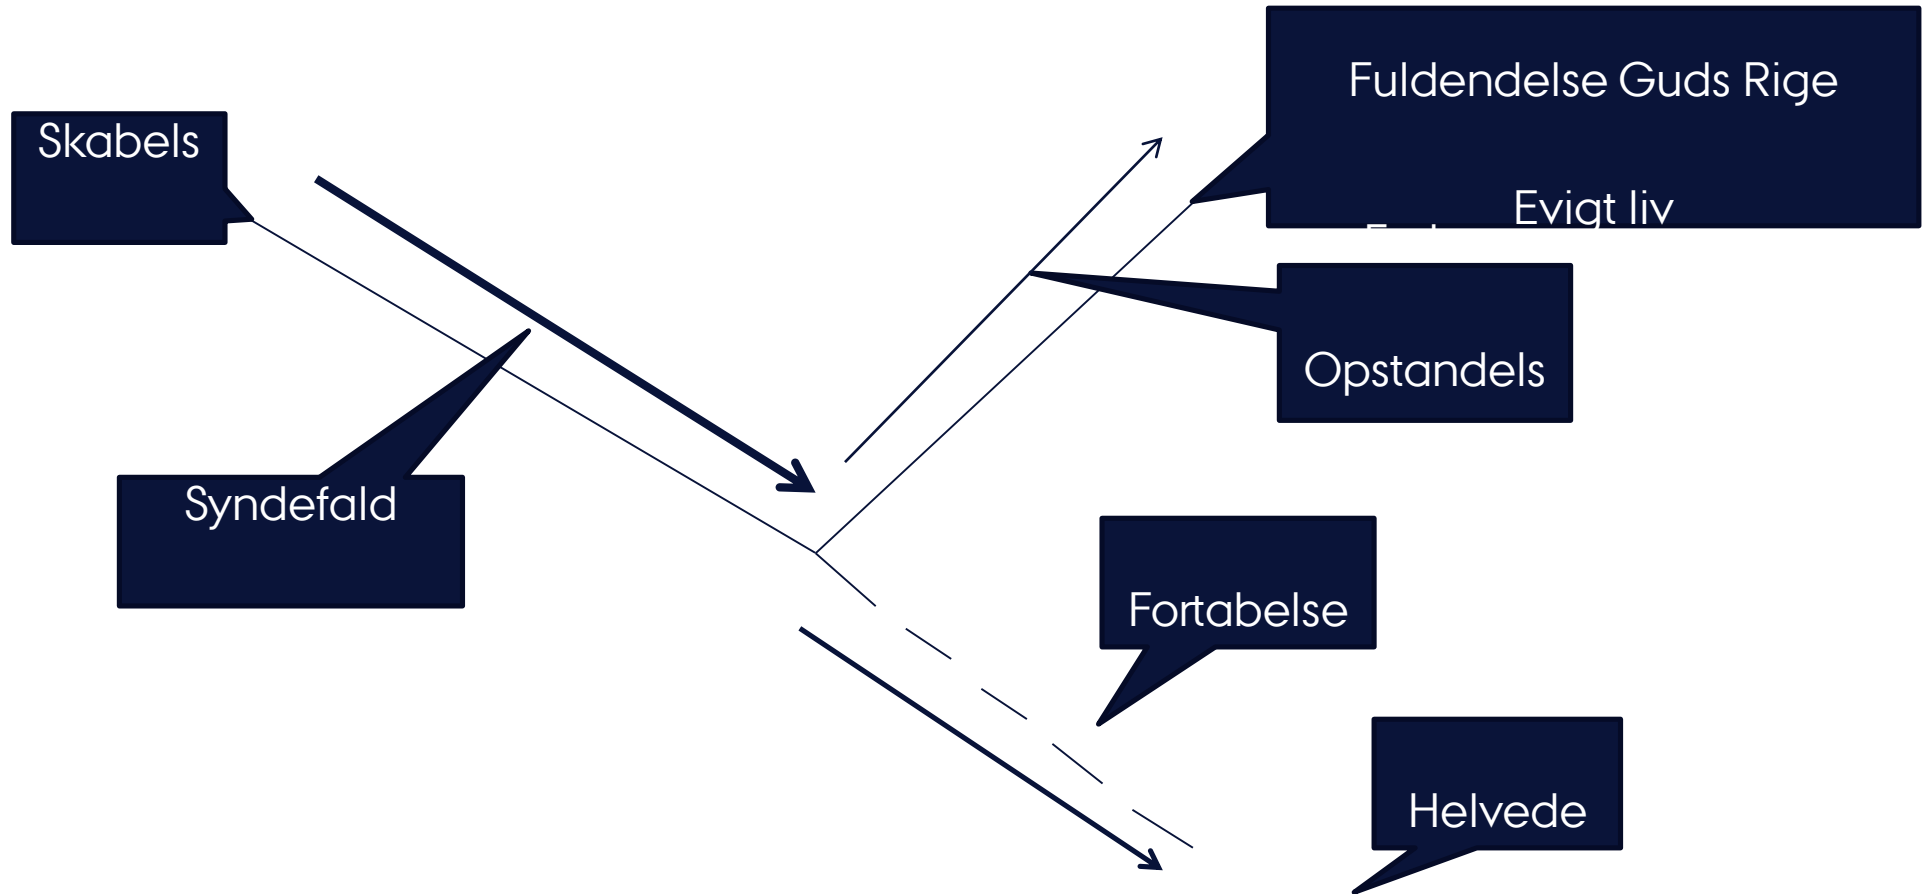 Skabels
Fuldendelse Guds Rige
Evigt liv
Opstandels
Syndefald
Fortabelse
Helvede